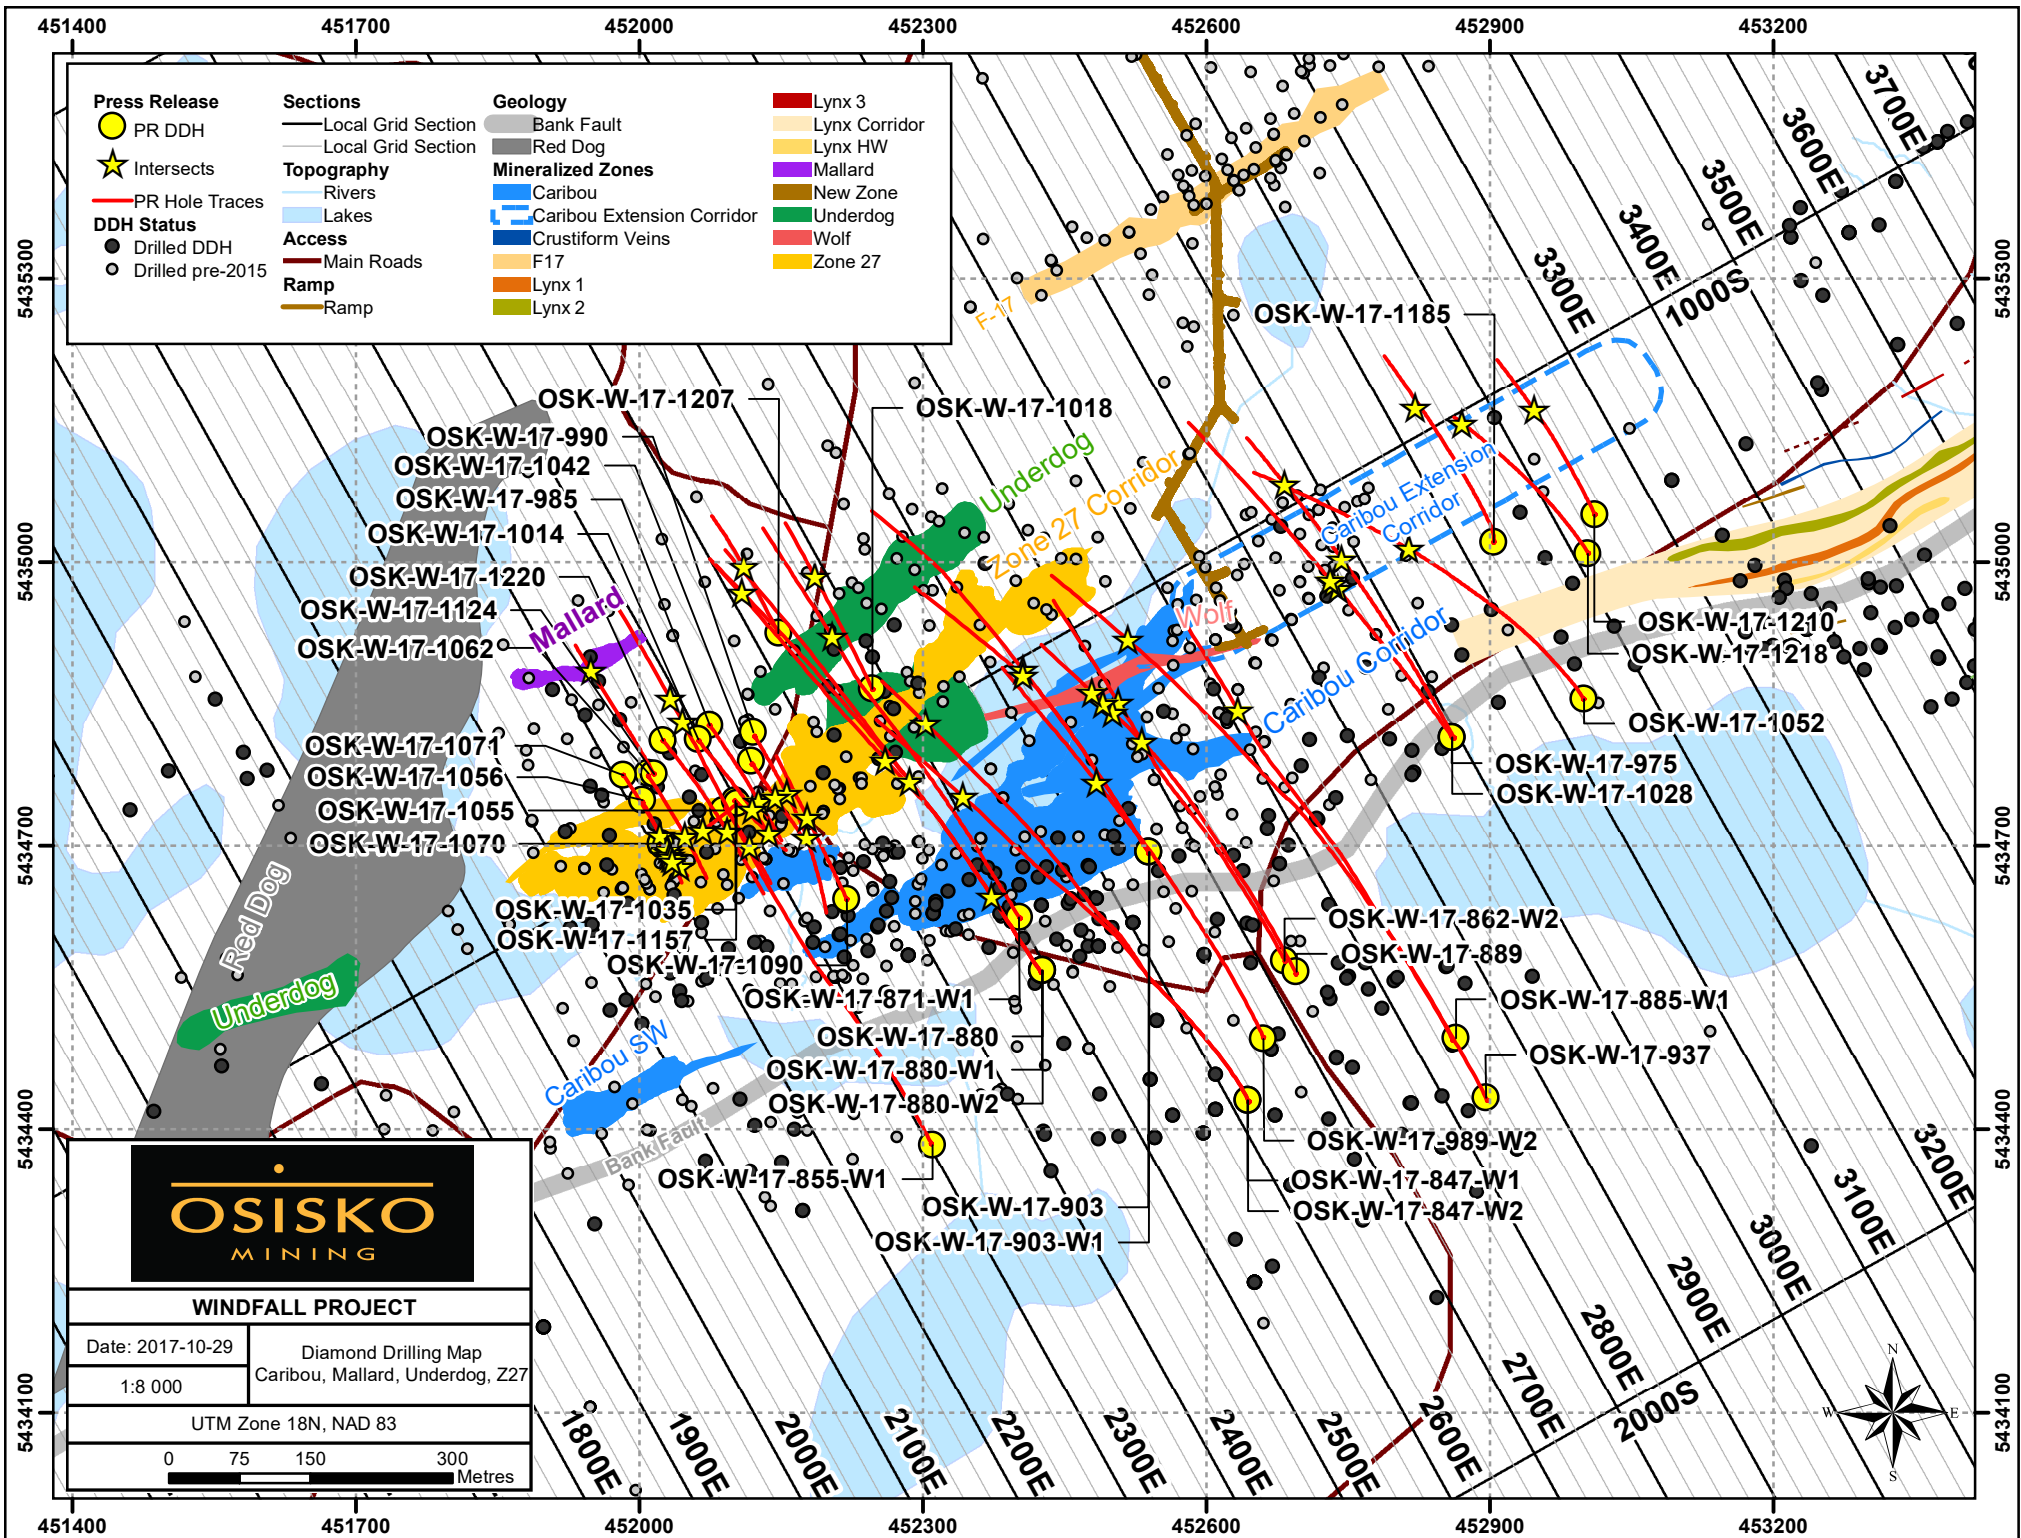 451400 451700 452000 452300 452600 452900 453200
Press Release
PR DDH
Intersects
PR Hole Traces
DDH Status
Drilled DDH
Drilled pre-2015
Sections
Local Grid Section
Local Grid Section
Topography
Rivers
Lakes
Access
Main Roads
Ramp
Ramp
Geology
Bank Fault
Red Dog
Mineralized Zones
Caribou
Caribou Extension Corridor
Crustiform Veins
F17
Lynx 1
Lynx 2
Lynx 3
Lynx Corridor
Lynx HW
Mallard
New Zone
Underdog
Wolf
Zone 27
3700E
3600E
3500E
3400E
3300E
1000S
5435300
5435300
F-17
OSK-W-17-1185
OSK-W-17-1207
OSK-W-17-1018
OSK-W-17-990
OSK-W-17-1042
OSK-W-17-985
OSK-W-17-1014
OSK-W-17-1220
OSK-W-17-1124
OSK-W-17-1062
Underdog
Zone 27 Corridor
Caribou Extension
Corridor
5435000
5435000
Mallard
Wolf
Caribou Corridor
OSK-W-17-1210
OSK-W-17-1218
OSK-W-17-1052
OSK-W-17-975
OSK-W-17-1028
OSK-W-17-1071
OSK-W-17-1056
OSK-W-17-1055
OSK-W-17-1070
5434700
5434700
Red Dog
OSK-W-17-1035
OSK-W-17-1157
OSK-W-17-1090
OSK-W-17-871-W1
OSK-W-17-880
OSK-W-17-880-W1
OSK-W-17-880-W2
OSK-W-17-862-W2
OSK-W-17-889
OSK-W-17-885-W1
OSK-W-17-937
Underdog
Caribou SW
Bank Fault
5434400
5434400
OSK-W-17-989-W2
OSK-W-17-855-W1
OSK-W-17-847-W1
OSK-W-17-847-W2
OSK-W-17-903
OSK-W-17-903-W1
3200E
3100E
3000E
2900E
2800E
2700E
2000S
OSISKO
MINING
WINDFALL PROJECT
Date: 2017-10-29
1:8 000
Diamond Drilling Map
Caribou, Mallard, Underdog, Z27
UTM Zone 18N, NAD 83
0 75 150 300
Metres
5434100
5434100
1800E 1900E 2000E 2100E 2200E 2300E 2400E 2500E 2600E
N
W E
S
451400 451700 452000 452300 452600 452900 453200